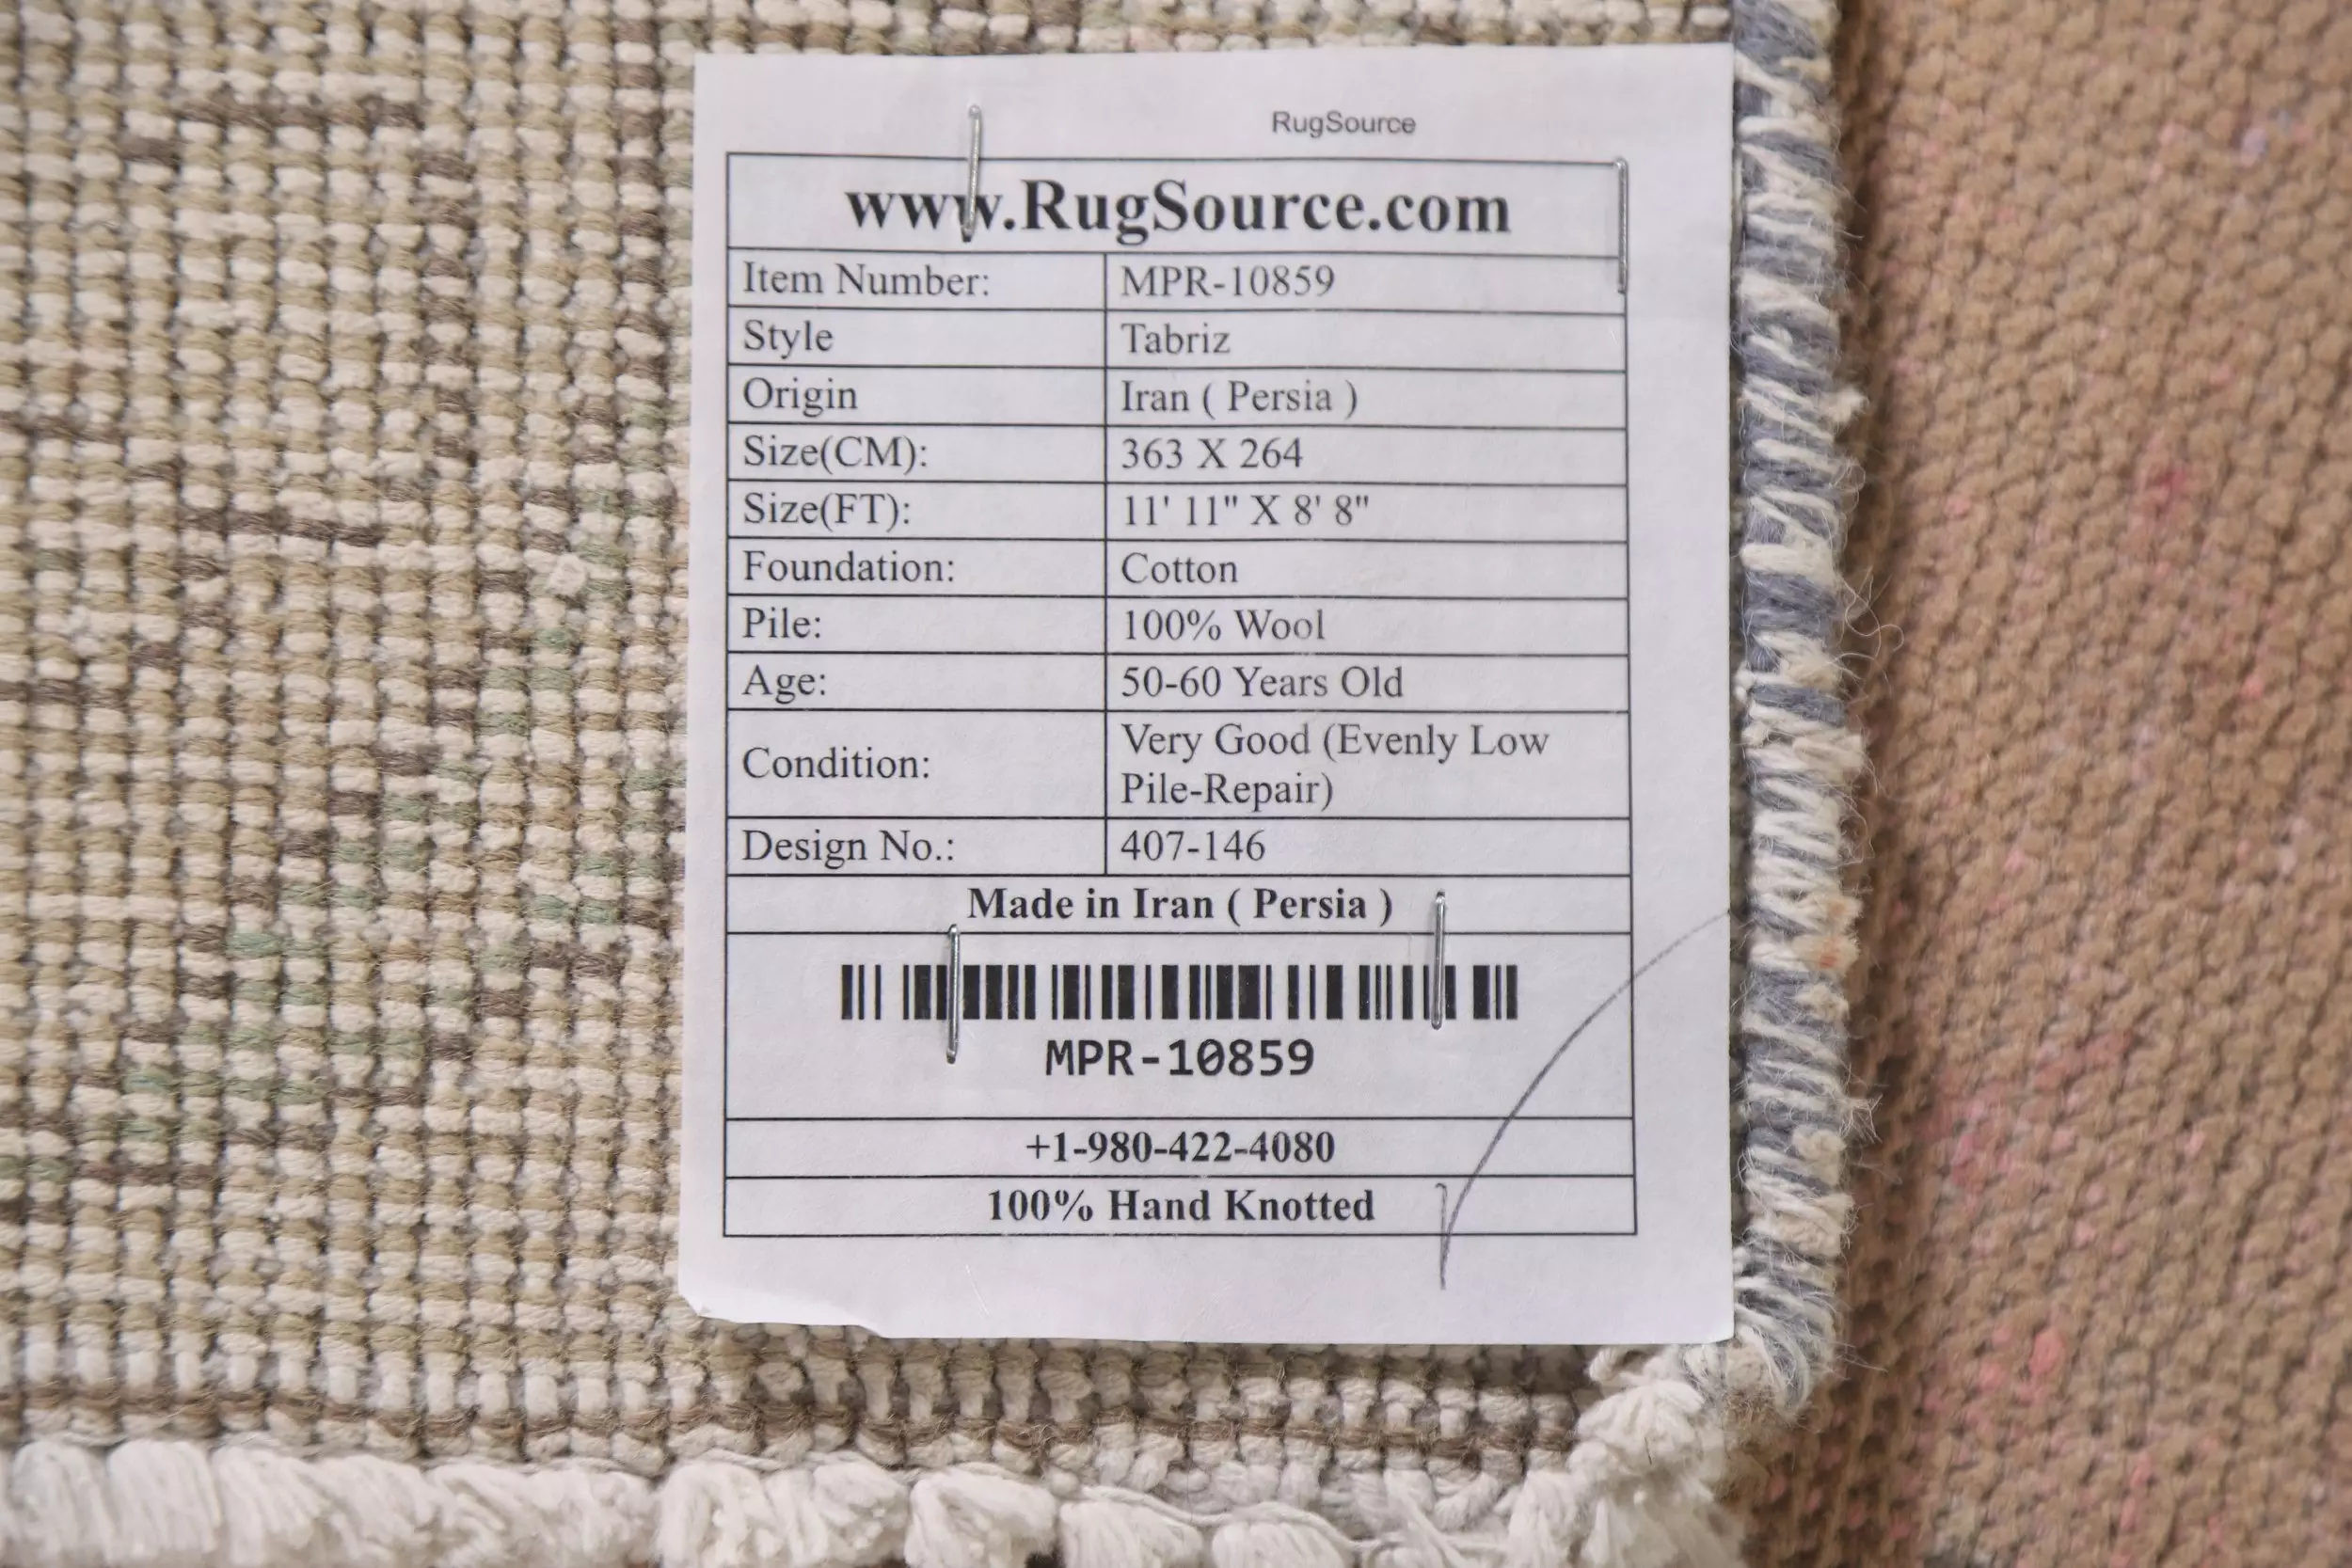 RugSource
www.RugSource.com
Item Number: MPR-10859
Style Tabriz
Origin Iran ( Persia )
Size(CM): 363 X 264
Size(FT): 11' 11" X 8' 8"
Foundation: Cotton
Pile: 100% Wool
Age: 50-60 Years Old
Condition: Very Good (Evenly Low
Pile-Repair)
Design No.: 407-146
Made in Iran ( Persia )
MPR-10859
+1-980-422-4080
100% Hand Knotted